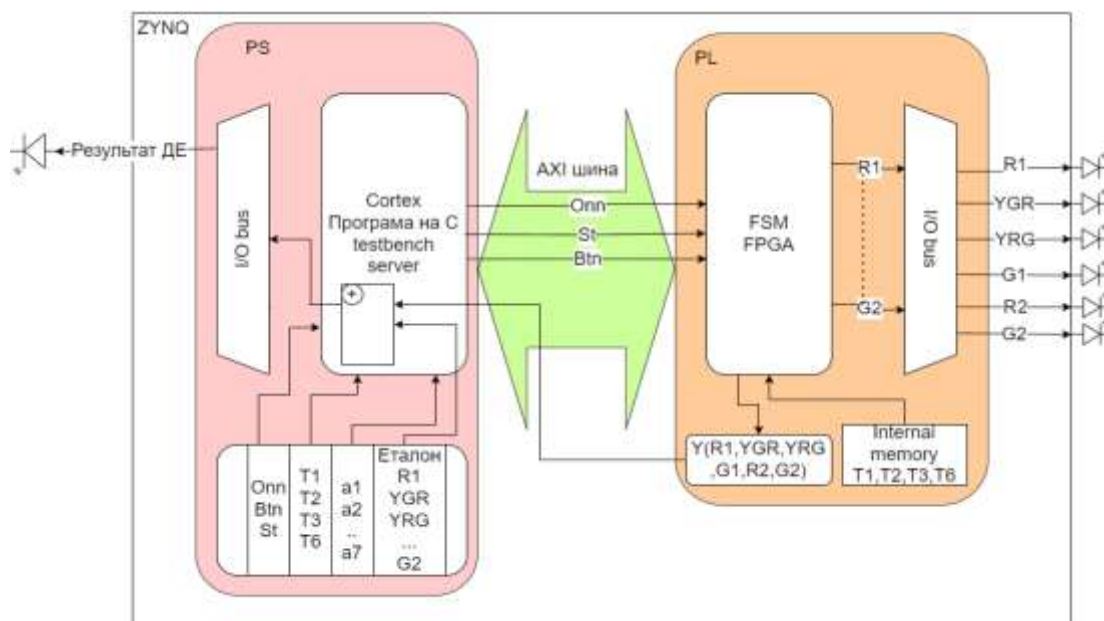 ZYNQ
PS
PL
Результат ДЕ
I/O bus
Cortex
Програма на С
testbench
server
АХІ шина
Onn
St
Btn
FSM
FPGA
R1
G2
I/O bus
R1
YGR
YRG
G1
R2
G2
Onn
Btn
St
T1
T2
T3
T6
a1
a2
..
a7
Еталон
R1
YGR
YRG
...
G2
Y(R1,YGR,YRG
,G1,R2,G2)
Internal
memory
T1,T2,T3,T6